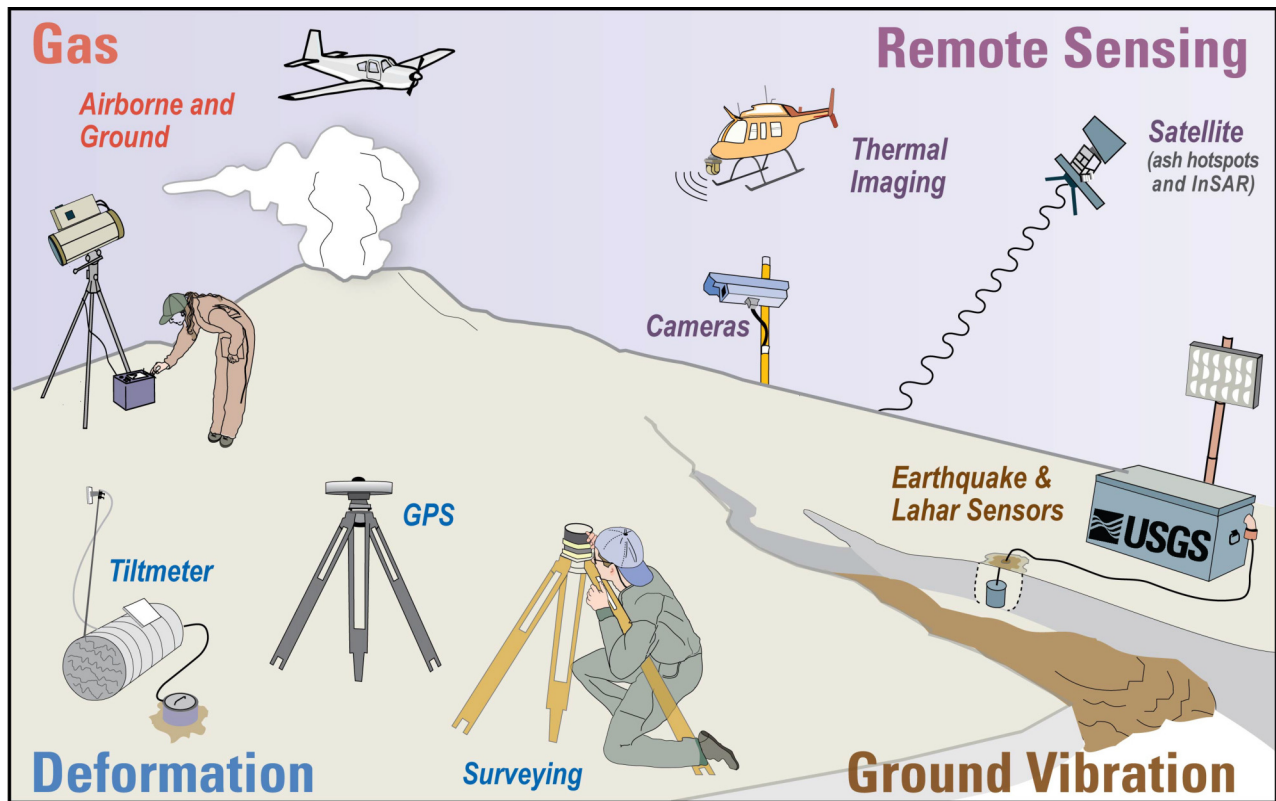 Gas
Airborne and
Ground
Remote Sensing
Thermal
Imaging
Satellite
(ash hotspots
and InSAR)
Cameras
Earthquake &
Lahar Sensors
USGS
GPS
Tiltmeter
Surveying
Deformation
Ground Vibration